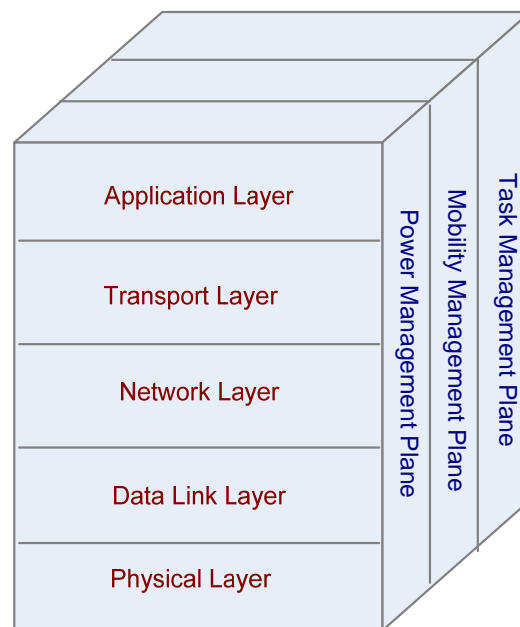 Application Layer
Transport Layer
Network Layer
Data Link Layer
Physical Layer
Power Management Plane
Mobility Management Plane
Task Management Plane